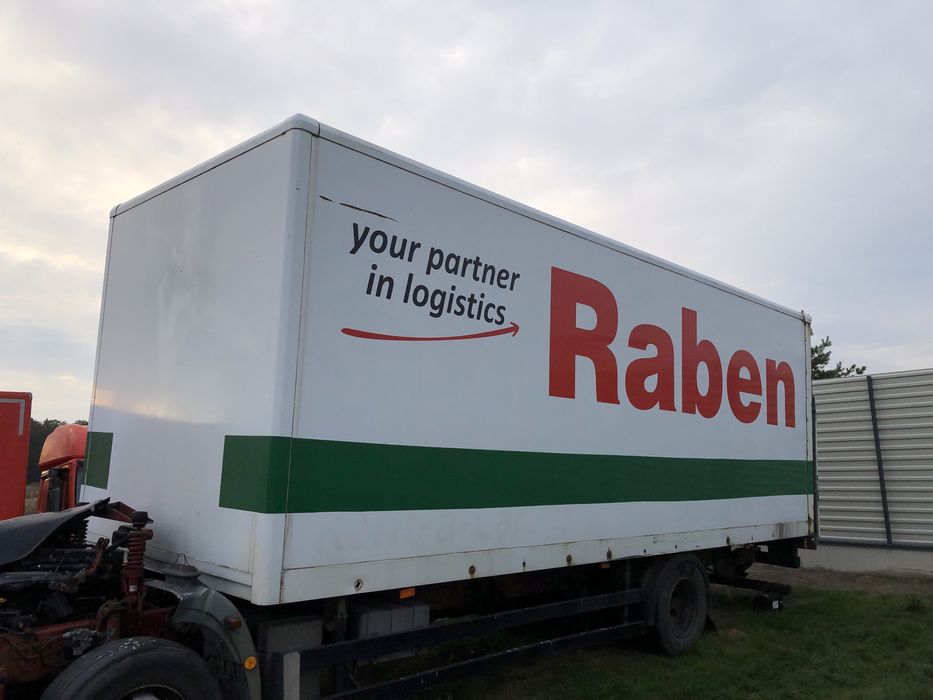 your partner
in logistics
Raben